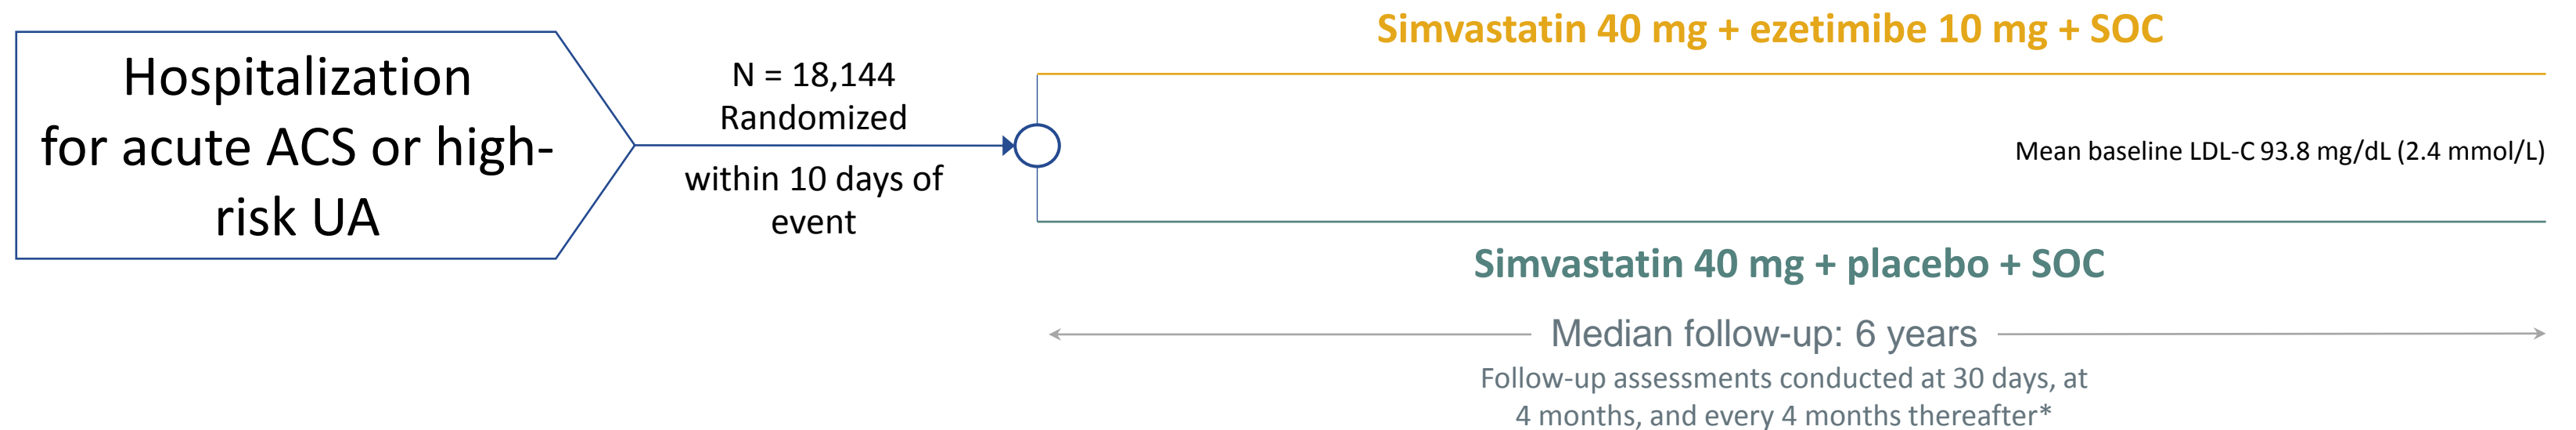 Hospitalization
for acute ACS or high-
risk UA
N = 18,144
Randomized
within 10 days of
event
Simvastatin 40 mg + ezetimibe 10 mg + SOC
Mean baseline LDL-C 93.8 mg/dL (2.4 mmol/L)
Simvastatin 40 mg + placebo + SOC
Median follow-up: 6 years
Follow-up assessments conducted at 30 days, at
4 months, and every 4 months thereafter*